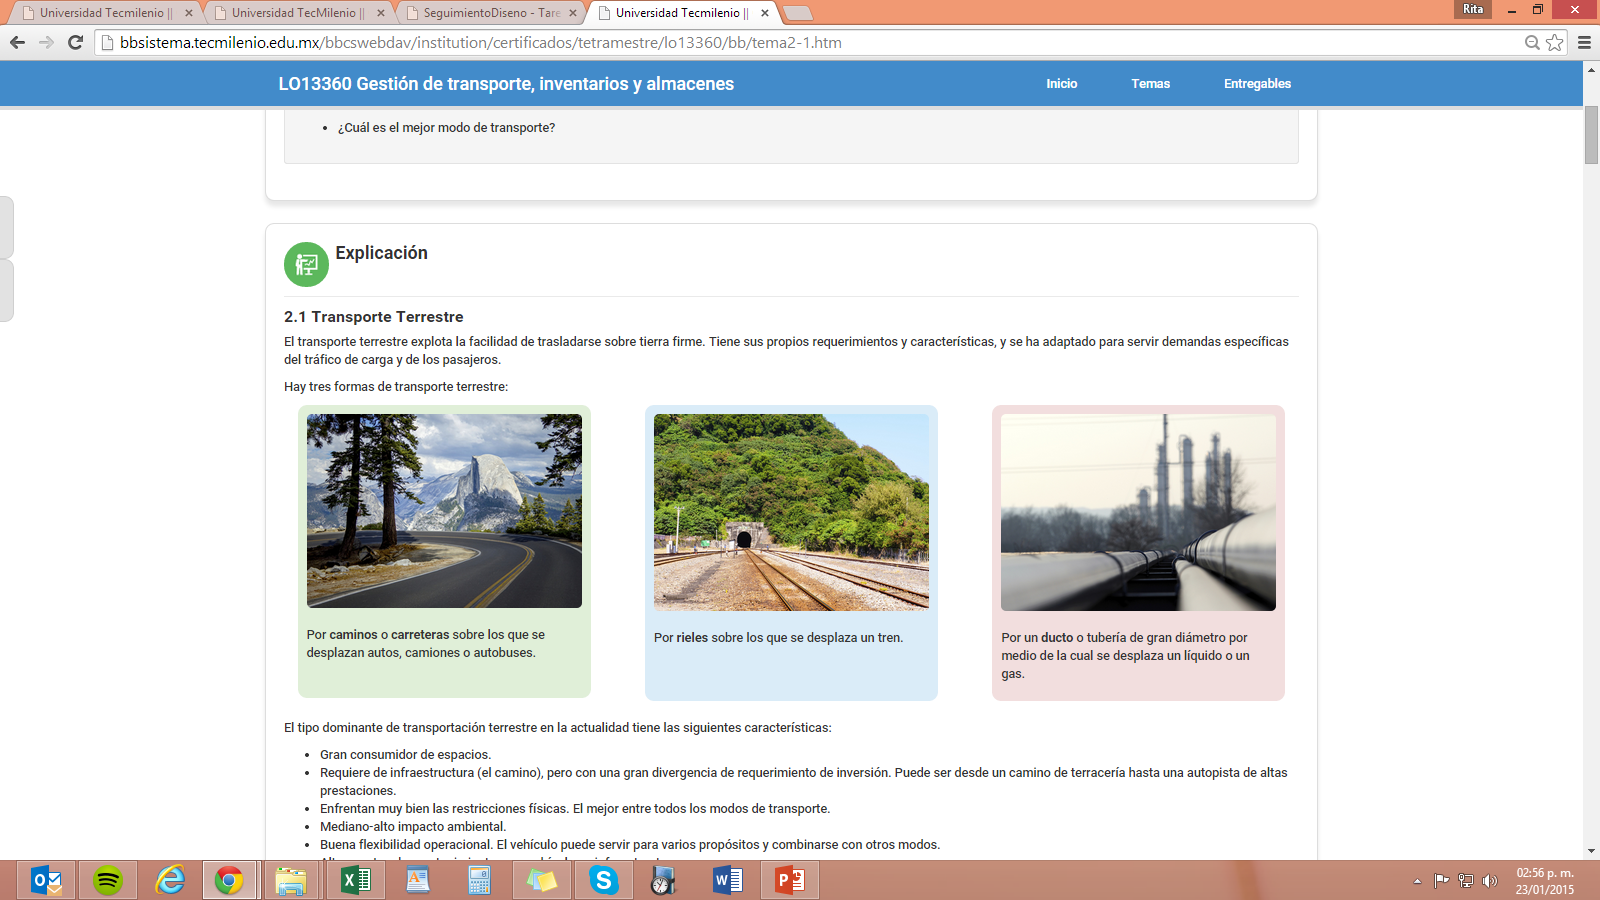 Universidad Tecmilenio ||
Universidad TecMilenio ||
SeguimientoDiseno - Tare
Universidad Tecmilenio ||
Rita
bbsistema.tecmilenio.edu.mx/bbcswebdav/institution/certificados/tetramestre/lo13360/bb/tema2-1.htm
LO13360 Gestión de transporte, inventarios y almacenes
Inicio
Temas
Entregables
• ¿Cuál es el mejor modo de transporte?
Explicación
2.1 Transporte Terrestre
El transporte terrestre explota la facilidad de trasladarse sobre tierra firme. Tiene sus propios requerimientos y características, y se ha adaptado para servir demandas específicas
del tráfico de carga y de los pasajeros.
Hay tres formas de transporte terrestre:
Por caminos o carreteras sobre los que se
desplazan autos, camiones o autobuses.
Por rieles sobre los que se desplaza un tren.
Por un ducto o tubería de gran diámetro por
medio de la cual se desplaza un líquido o un
gas.
El tipo dominante de transportación terrestre en la actualidad tiene las siguientes características:
• Gran consumidor de espacios.
• Requiere de infraestructura (el camino), pero con una gran divergencia de requerimiento de inversión. Puede ser desde un camino de terracería hasta una autopista de altas
prestaciones.
• Enfrentan muy bien las restricciones físicas. El mejor entre todos los modos de transporte.
• Mediano-alto impacto ambiental.
• Buena flexibilidad operacional. El vehículo puede servir para varios propósitos y combinarse con otros modos.
02:56 p. m.
23/01/2015